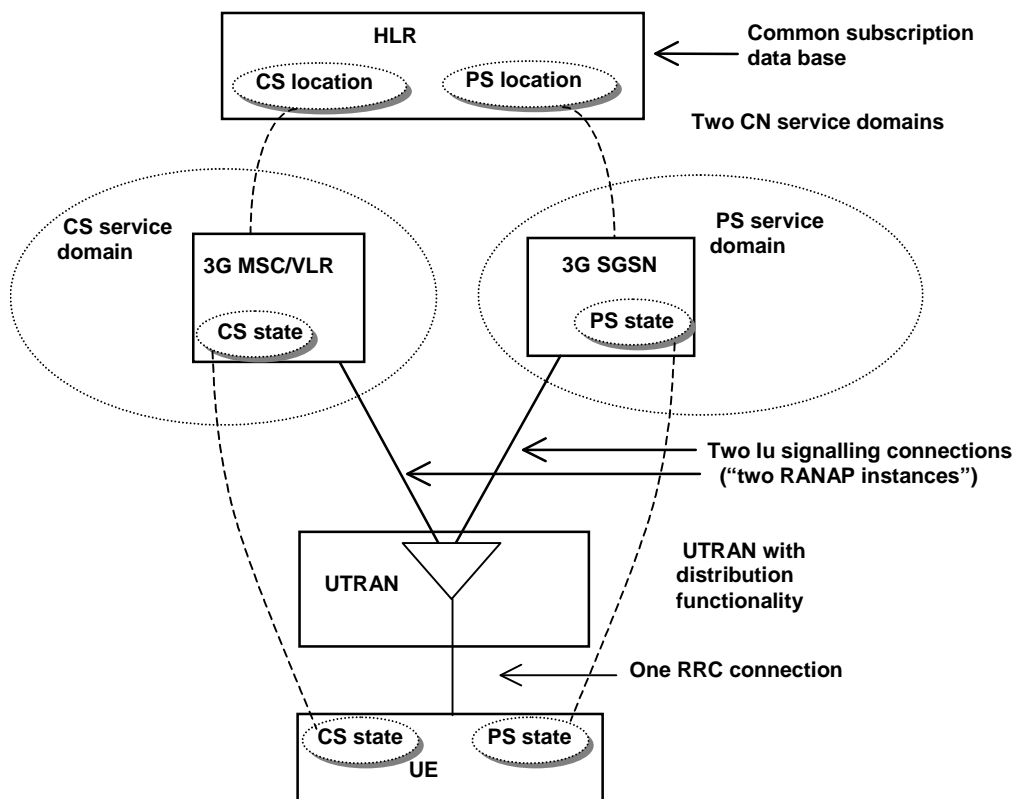 HLR
Common subscription
data base
CS location
PS location
Two CN service domains
CS service
domain
PS service
domain
3G MSC/VLR
3G SGSN
CS state
PS state
Two Iu signalling connections
(“two RANAP instances”)
UTRAN
UTRAN with
distribution
functionality
One RRC connection
CS state
PS state
UE